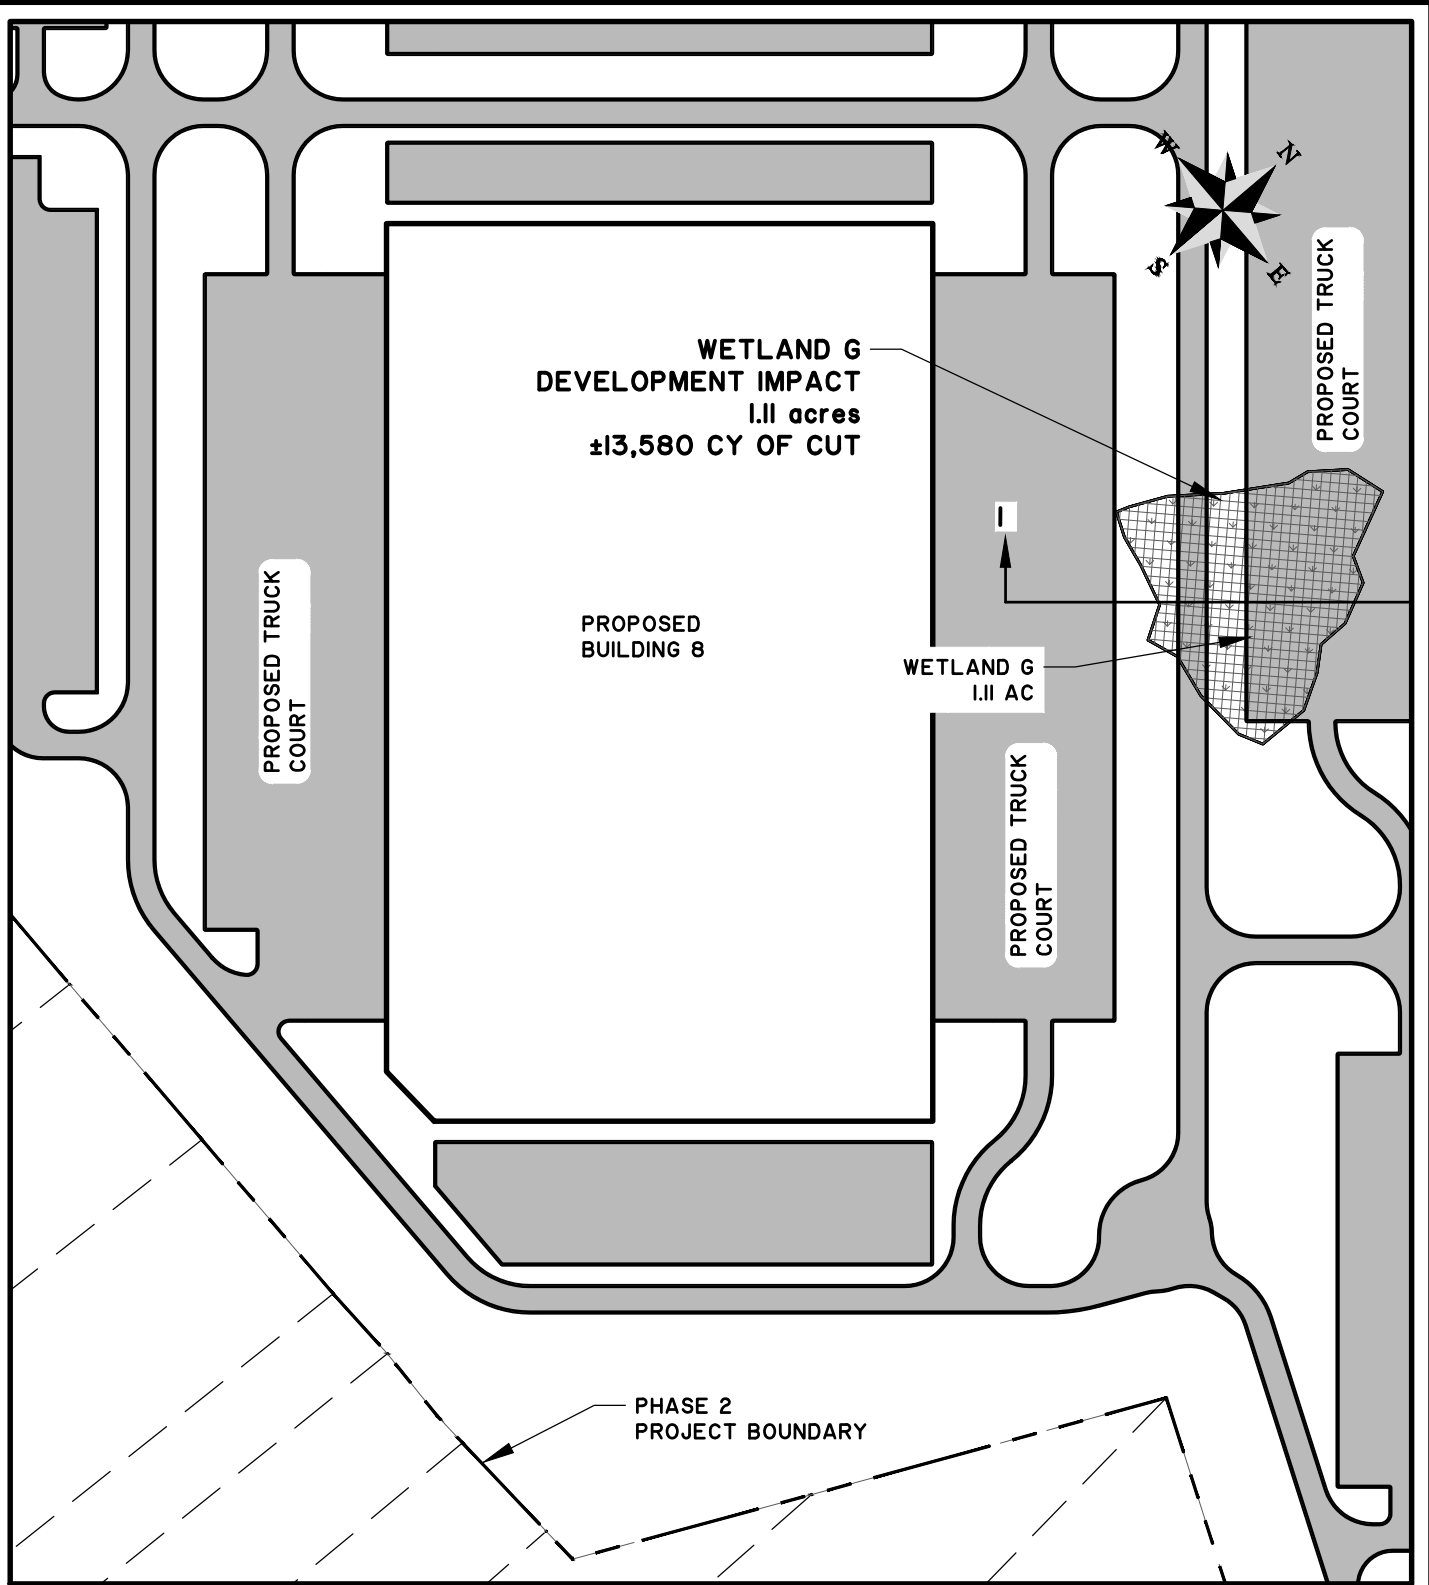 W
N
S
E
PROPOSED TRUCK
COURT
WETLAND G
DEVELOPMENT IMPACT
1.11 acres
±13,580 CY OF CUT
1
PROPOSED
BUILDING 8
PROPOSED TRUCK
COURT
WETLAND G
1.11 AC
PROPOSED TRUCK
COURT
PHASE 2
PROJECT BOUNDARY